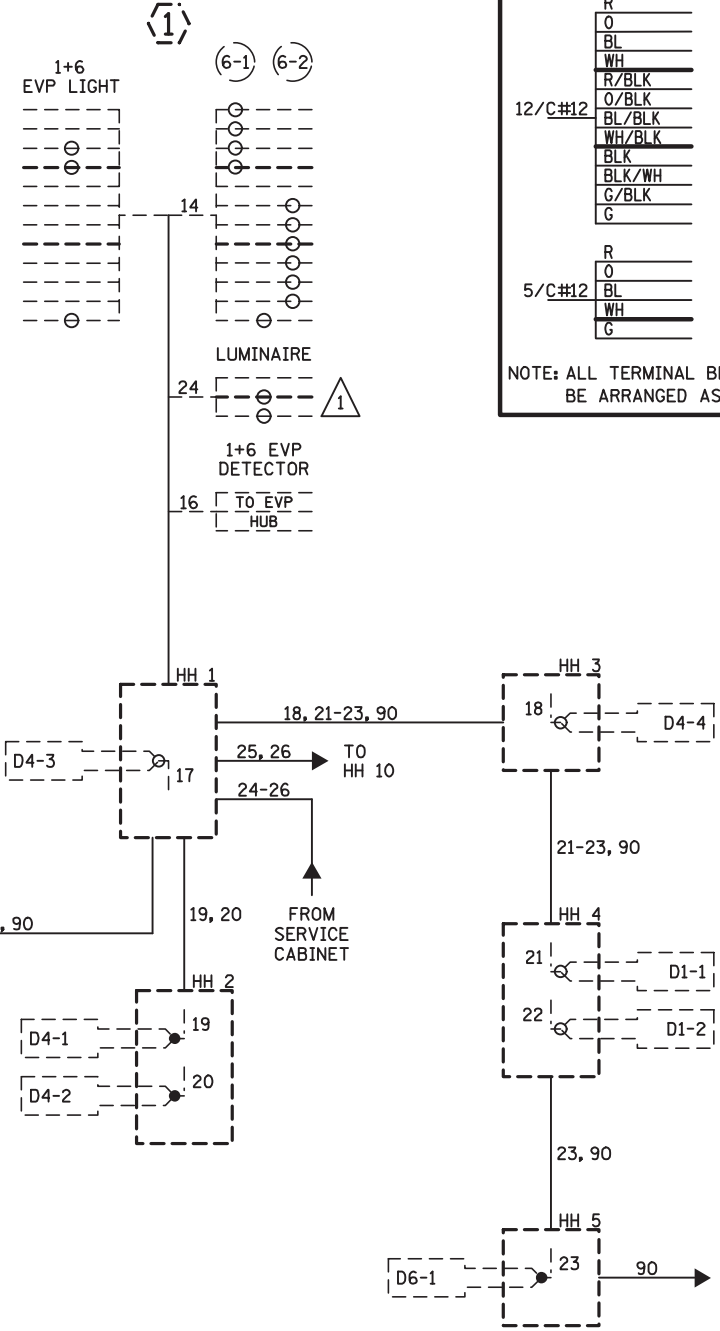 1
1+6
EVP LIGHT
6-1
6-2
14
LUMINAIRE
24
1
1+6 EVP
DETECTOR
16
TO EVP
HUB
R
O
BL
WH
R/BLK
O/BLK
12/C#12
BL/BLK
WH/BLK
BLK
BLK/WH
G/BLK
G
R
O
5/C#12
BL
WH
G
NOTE: ALL TERMINAL
BE ARRANGED AS
HH 1
18, 21-23, 90
HH 3
18
D4-4
D4-3
17
25, 26
TO
HH 10
24-26
21-23, 90
, 90
19, 20
FROM
SERVICE
CABINET
HH 4
21
D1-1
22
D1-2
HH 2
19
D4-1
20
D4-2
23, 90
HH 5
23
D6-1
90